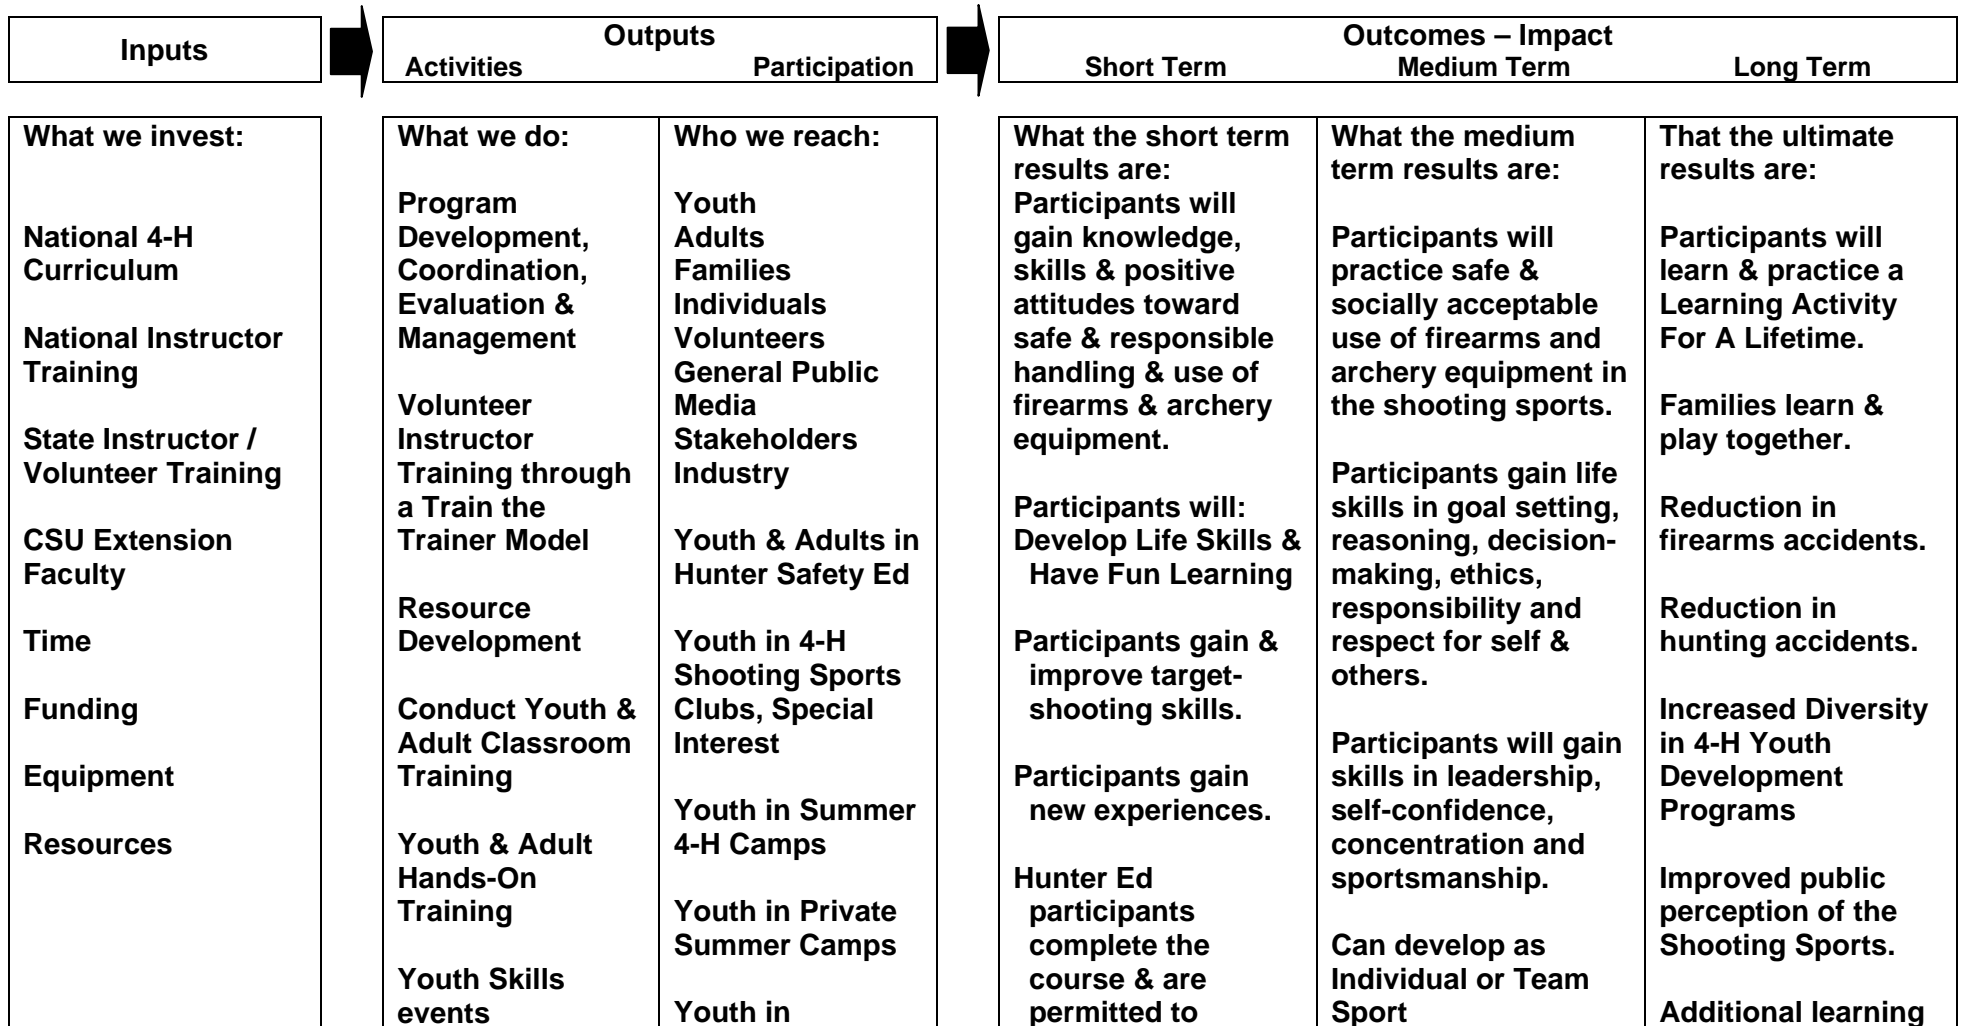 Inputs
Outputs
Activities
Participation
Outcomes – Impact
Short Term
Medium Term
Long Term
What we invest:
National 4-H
Curriculum
National Instructor
Training
State Instructor /
Volunteer Training
CSU Extension
Faculty
Time
Funding
Equipment
Resources
What we do:
Program
Development,
Coordination,
Evaluation &
Management
Volunteer
Instructor
Training through
a Train the
Trainer Model
Resource
Development
Conduct Youth &
Adult Classroom
Training
Youth & Adult
Hands-On
Training
Youth Skills
events
Who we reach:
Youth
Adults
Families
Individuals
Volunteers
General Public
Media
Stakeholders
Industry
Youth & Adults in
Hunter Safety Ed
Youth in 4-H
Shooting Sports
Clubs, Special
Interest
Youth in Summer
4-H Camps
Youth in Private
Summer Camps
Youth in
What the short term
results are:
Participants will
gain knowledge,
skills & positive
attitudes toward
safe & responsible
handling & use of
firearms & archery
equipment.
Participants will:
Develop Life Skills &
Have Fun Learning
Participants gain &
improve target-
shooting skills.
Participants gain
new experiences.
Hunter Ed
participants
complete the
course & are
permitted to
What the medium
term results are:
Participants will
practice safe &
socially acceptable
use of firearms and
archery equipment in
the shooting sports.
Participants gain life
skills in goal setting,
reasoning, decision-
making, ethics,
responsibility and
respect for self &
others.
Participants will gain
skills in leadership,
self-confidence,
concentration and
sportsmanship.
Can develop as
Individual or Team
Sport
That the ultimate
results are:
Participants will
learn & practice a
Learning Activity
For A Lifetime.
Families learn &
play together.
Reduction in
firearms accidents.
Reduction in
hunting accidents.
Increased Diversity
in 4-H Youth
Development
Programs
Improved public
perception of the
Shooting Sports.
Additional learning